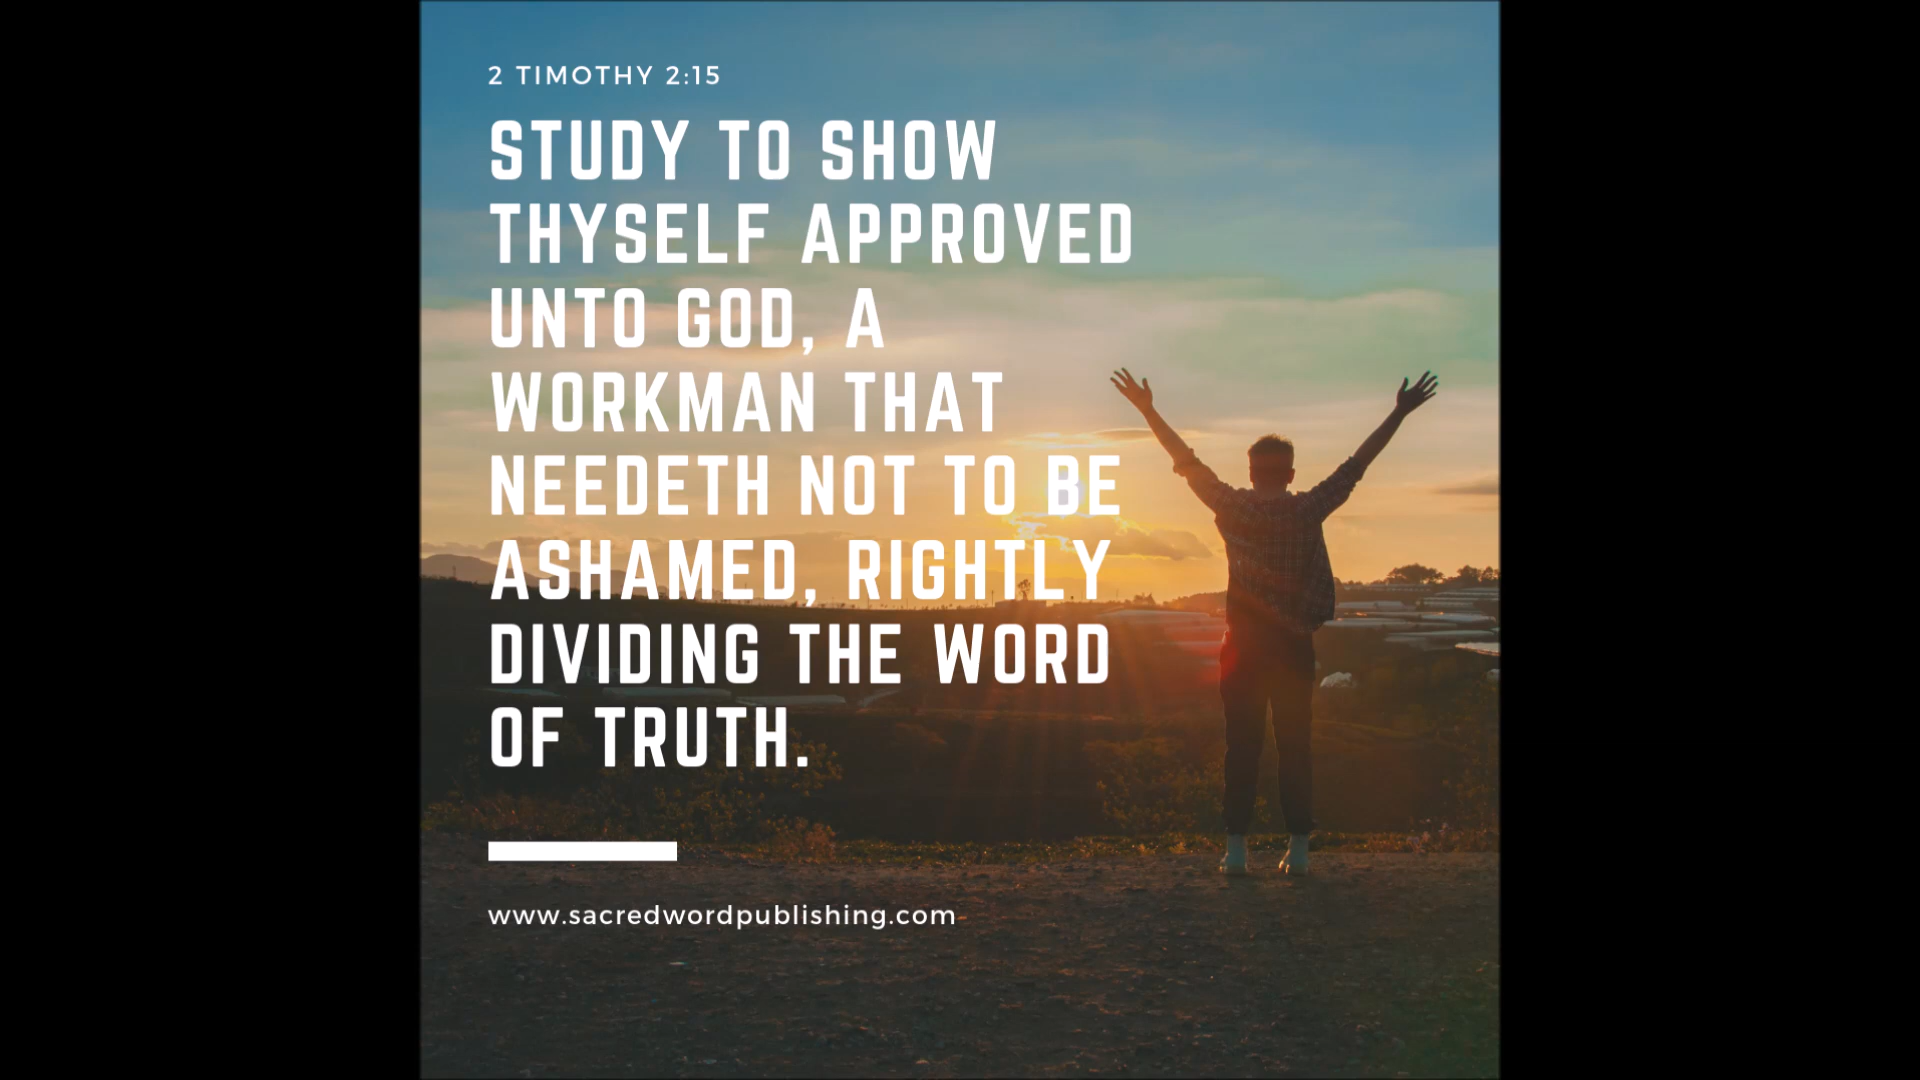 2 TIMOTHY 2:15
STUDY TO SHOW
THYSELF APPROVED
UNTO GOD, A
WORKMAN THAT
NEEDETH NOT TO BE
ASHAMED, RIGHTLY
DIVIDING THE WORD
OF TRUTH.
www.sacredwordpublishing.com